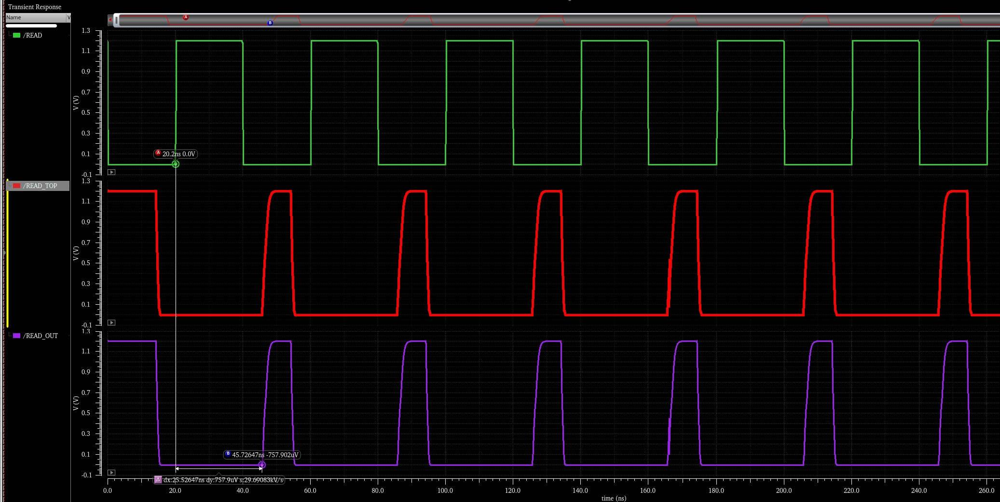 Transient Response
Name V
A
B
/READ
1.3
1.1
0.9
0.7
0.5
0.3
0.1
-0.1
V (V)
A 20.2ns 0.0V
/READ_TOP
1.3
1.1
0.9
0.7
0.5
0.3
0.1
-0.1
V (V)
/READ_OUT
1.3
1.1
0.9
0.7
0.5
0.3
0.1
-0.1
V (V)
B 45.72647ns -757.902uV
Δ dx:25.52647ns dy:757.9uV s:29.69083kV/s
0.0 20.0 40.0 60.0 80.0 100.0 120.0 140.0 160.0 180.0 200.0 220.0 240.0 260.0
time (ns)